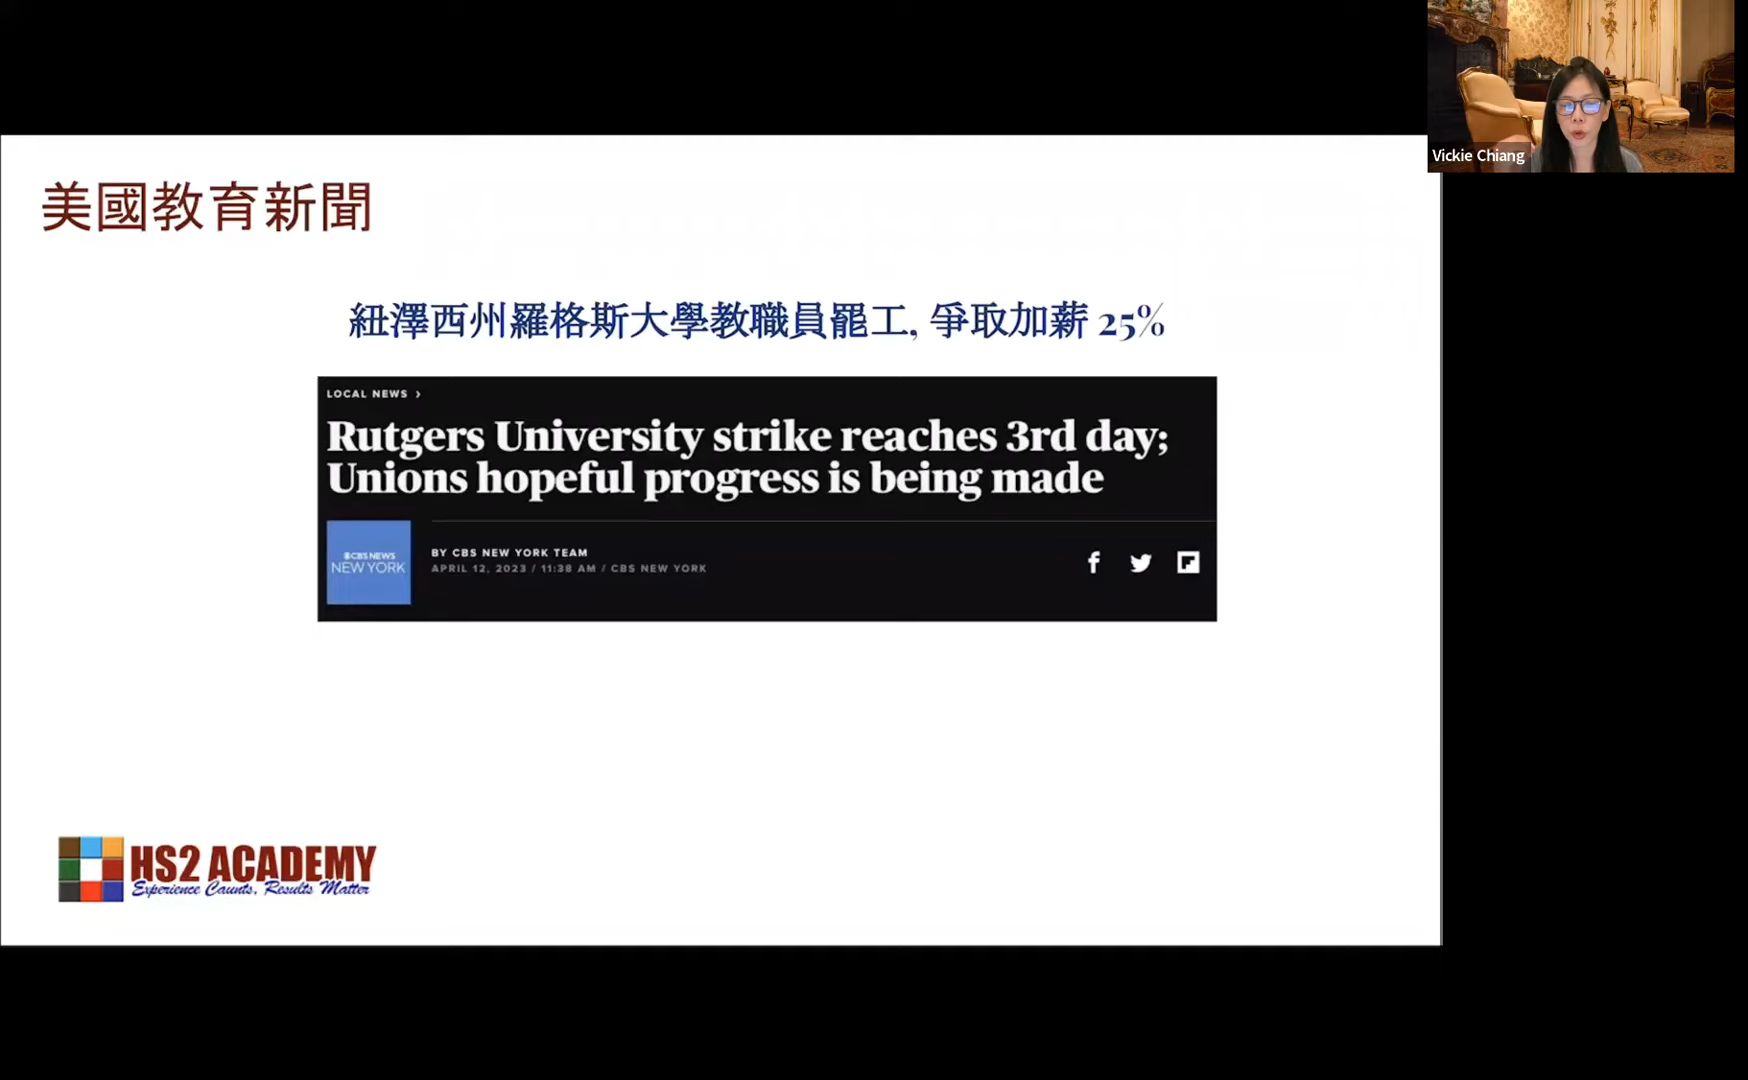 Vickie Chiang
美國教育新聞
紐澤西州羅格斯大學教職員罷工, 爭取加薪 25%
LOCAL NEWS >
Rutgers University strike reaches 3rd day;
Unions hopeful progress is being made
CBS NEWS
NEW YORK
BY CBS NEW YORK TEAM
APRIL 12, 2023 / 11:38 AM / CBS NEW YORK
HS2 ACADEMY
Experience Counts, Results Matter